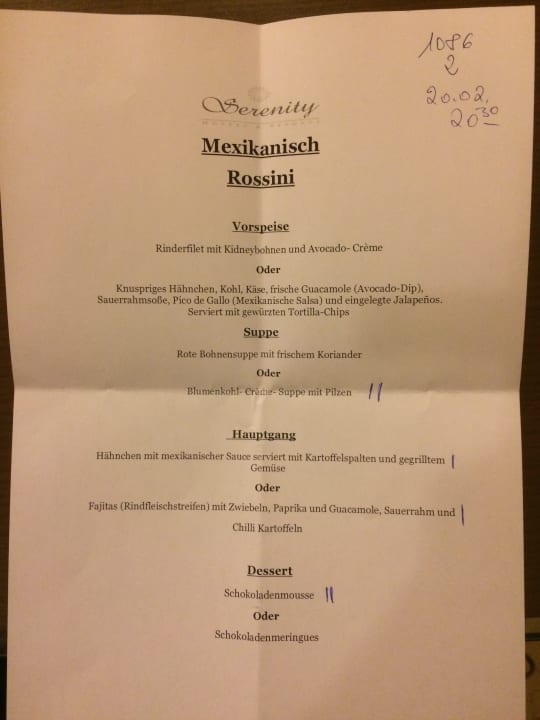 1086
2
20.02.
20 30
Serenity
Mexikanisch
Rossini
Vorspeise
Rinderfilet mit Kidneybohnen und Avocado- Crème
Oder
Knuspriges Hähnchen, Kohl, Käse, frische Guacamole (Avocado-Dip),
Sauerrahmsoße, Pico de Gallo (Mexikanische Salsa) und eingelegte Jalapeños.
Serviert mit gewürzten Tortilla-Chips
Suppe
Rote Bohnensuppe mit frischem Koriander
Oder
Blumenkohl- Crème- Suppe mit Pilzen ||
Hauptgang
Hähnchen mit mexikanischer Sauce serviert mit Kartoffelspalten und gegrilltem |
Gemüse
Oder
Fajitas (Rindfleischstreifen) mit Zwiebeln, Paprika und Guacamole, Sauerrahm und |
Chilli Kartoffeln
Dessert
Schokoladenmousse ||
Oder
Schokoladenmeringues